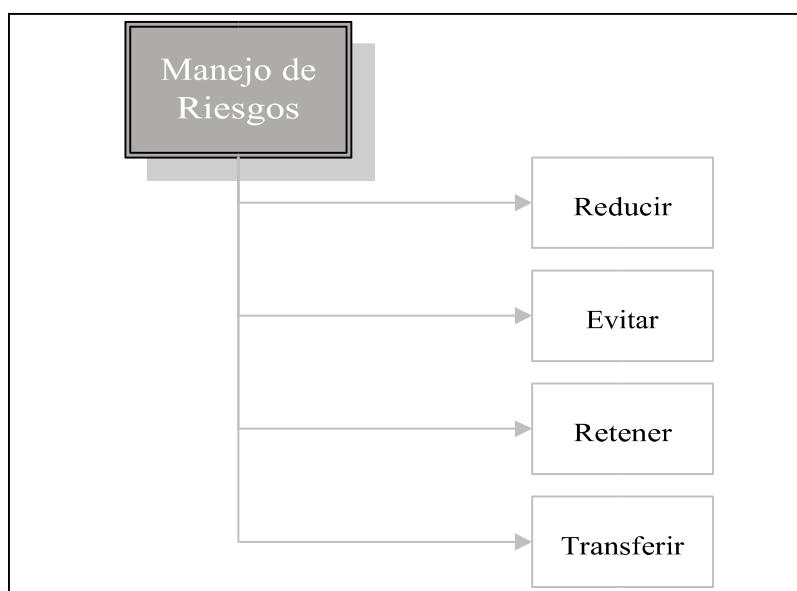 Manejo de
Riesgos
Reducir
Evitar
Retener
Transferir